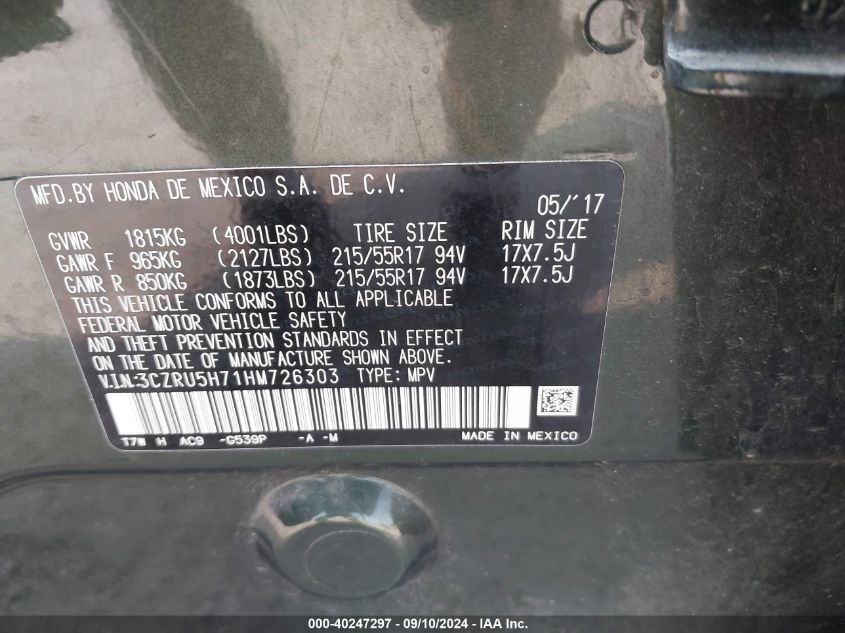 MFD.BY HONDA DE MEXICO S.A. DE C.V.
05/'17
GVWR 1815KG (4001LBS) TIRE SIZE RIM SIZE
GAWR F 965KG (2127LBS) 215/55R17 94V 17X7.5J
GAWR R 850KG (1873LBS) 215/55R17 94V 17X7.5J
THIS VEHICLE CONFORMS TO ALL APPLICABLE
FEDERAL MOTOR VEHICLE SAFETY
AND THEFT PREVENTION STANDARDS IN EFFECT
ON THE DATE OF MANUFACTURE SHOWN ABOVE.
V.I.N:3CZRU5H71HM726303 TYPE: MPV
T7W H AC9 -G539P -A -M MADE IN MEXICO
000-40247297 - 09/10/2024 - IAA Inc.